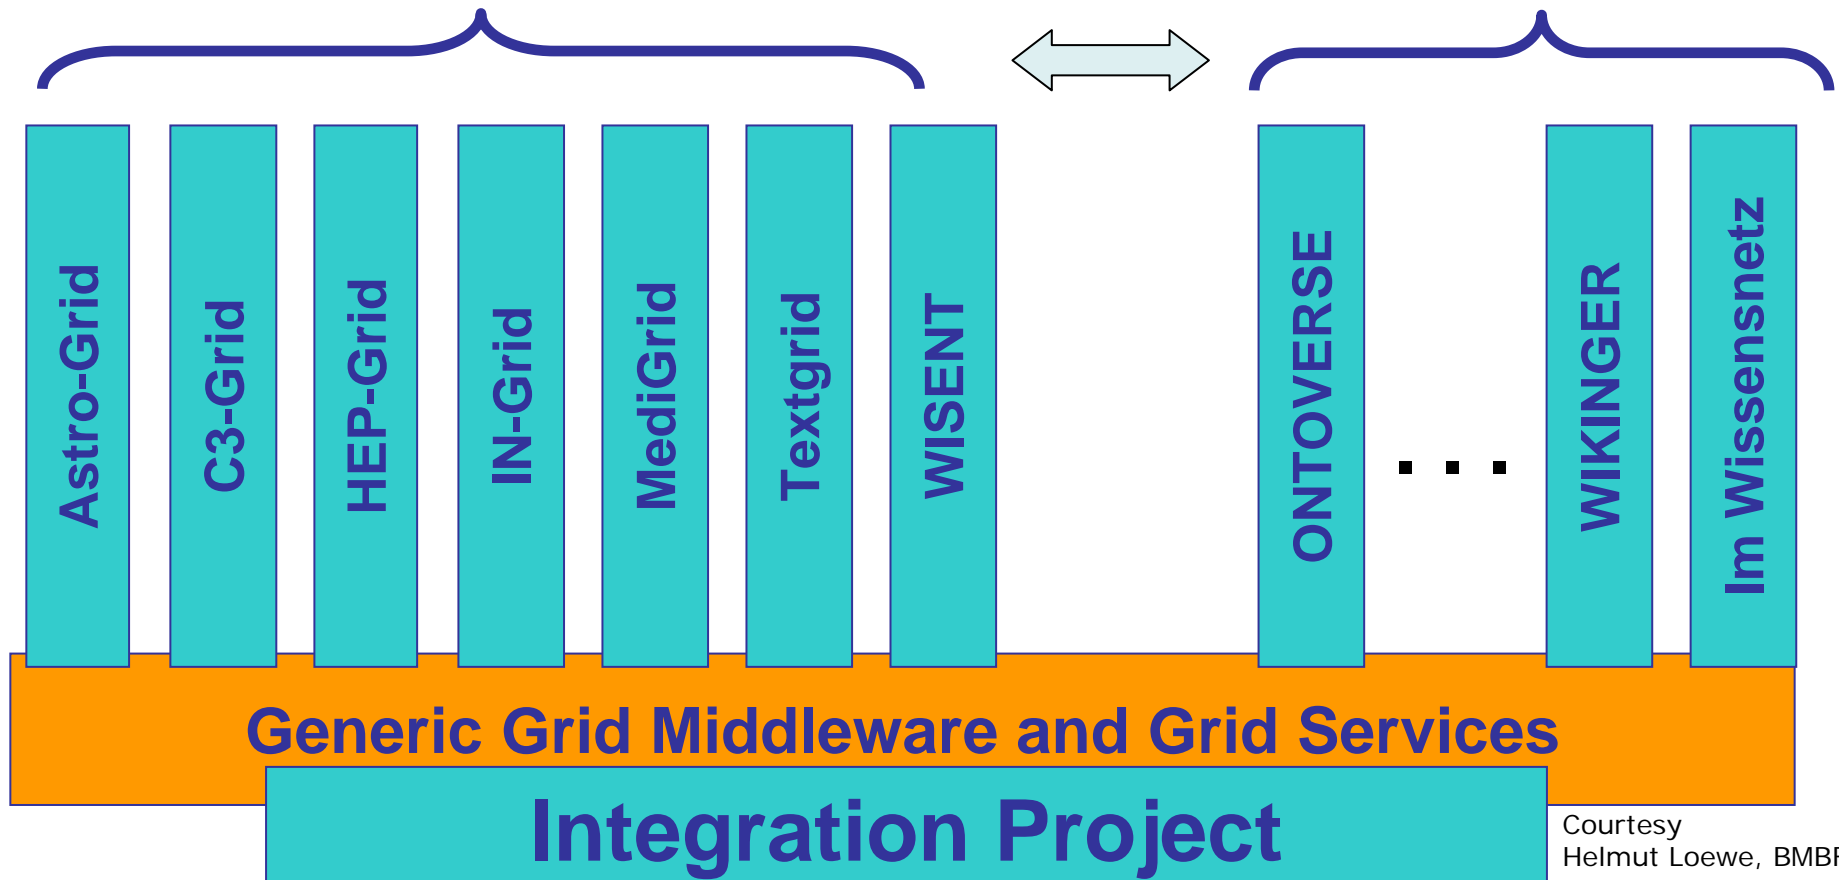 Astro-Grid
C3-Grid
HEP-Grid
IN-Grid
MediGrid
Textgrid
WISENT
ONTOVERSE
. . .
WIKINGER
Im Wissensnetz
Generic Grid Middleware and Grid Services
Integration Project
Courtesy
Helmut Loewe, BMBF